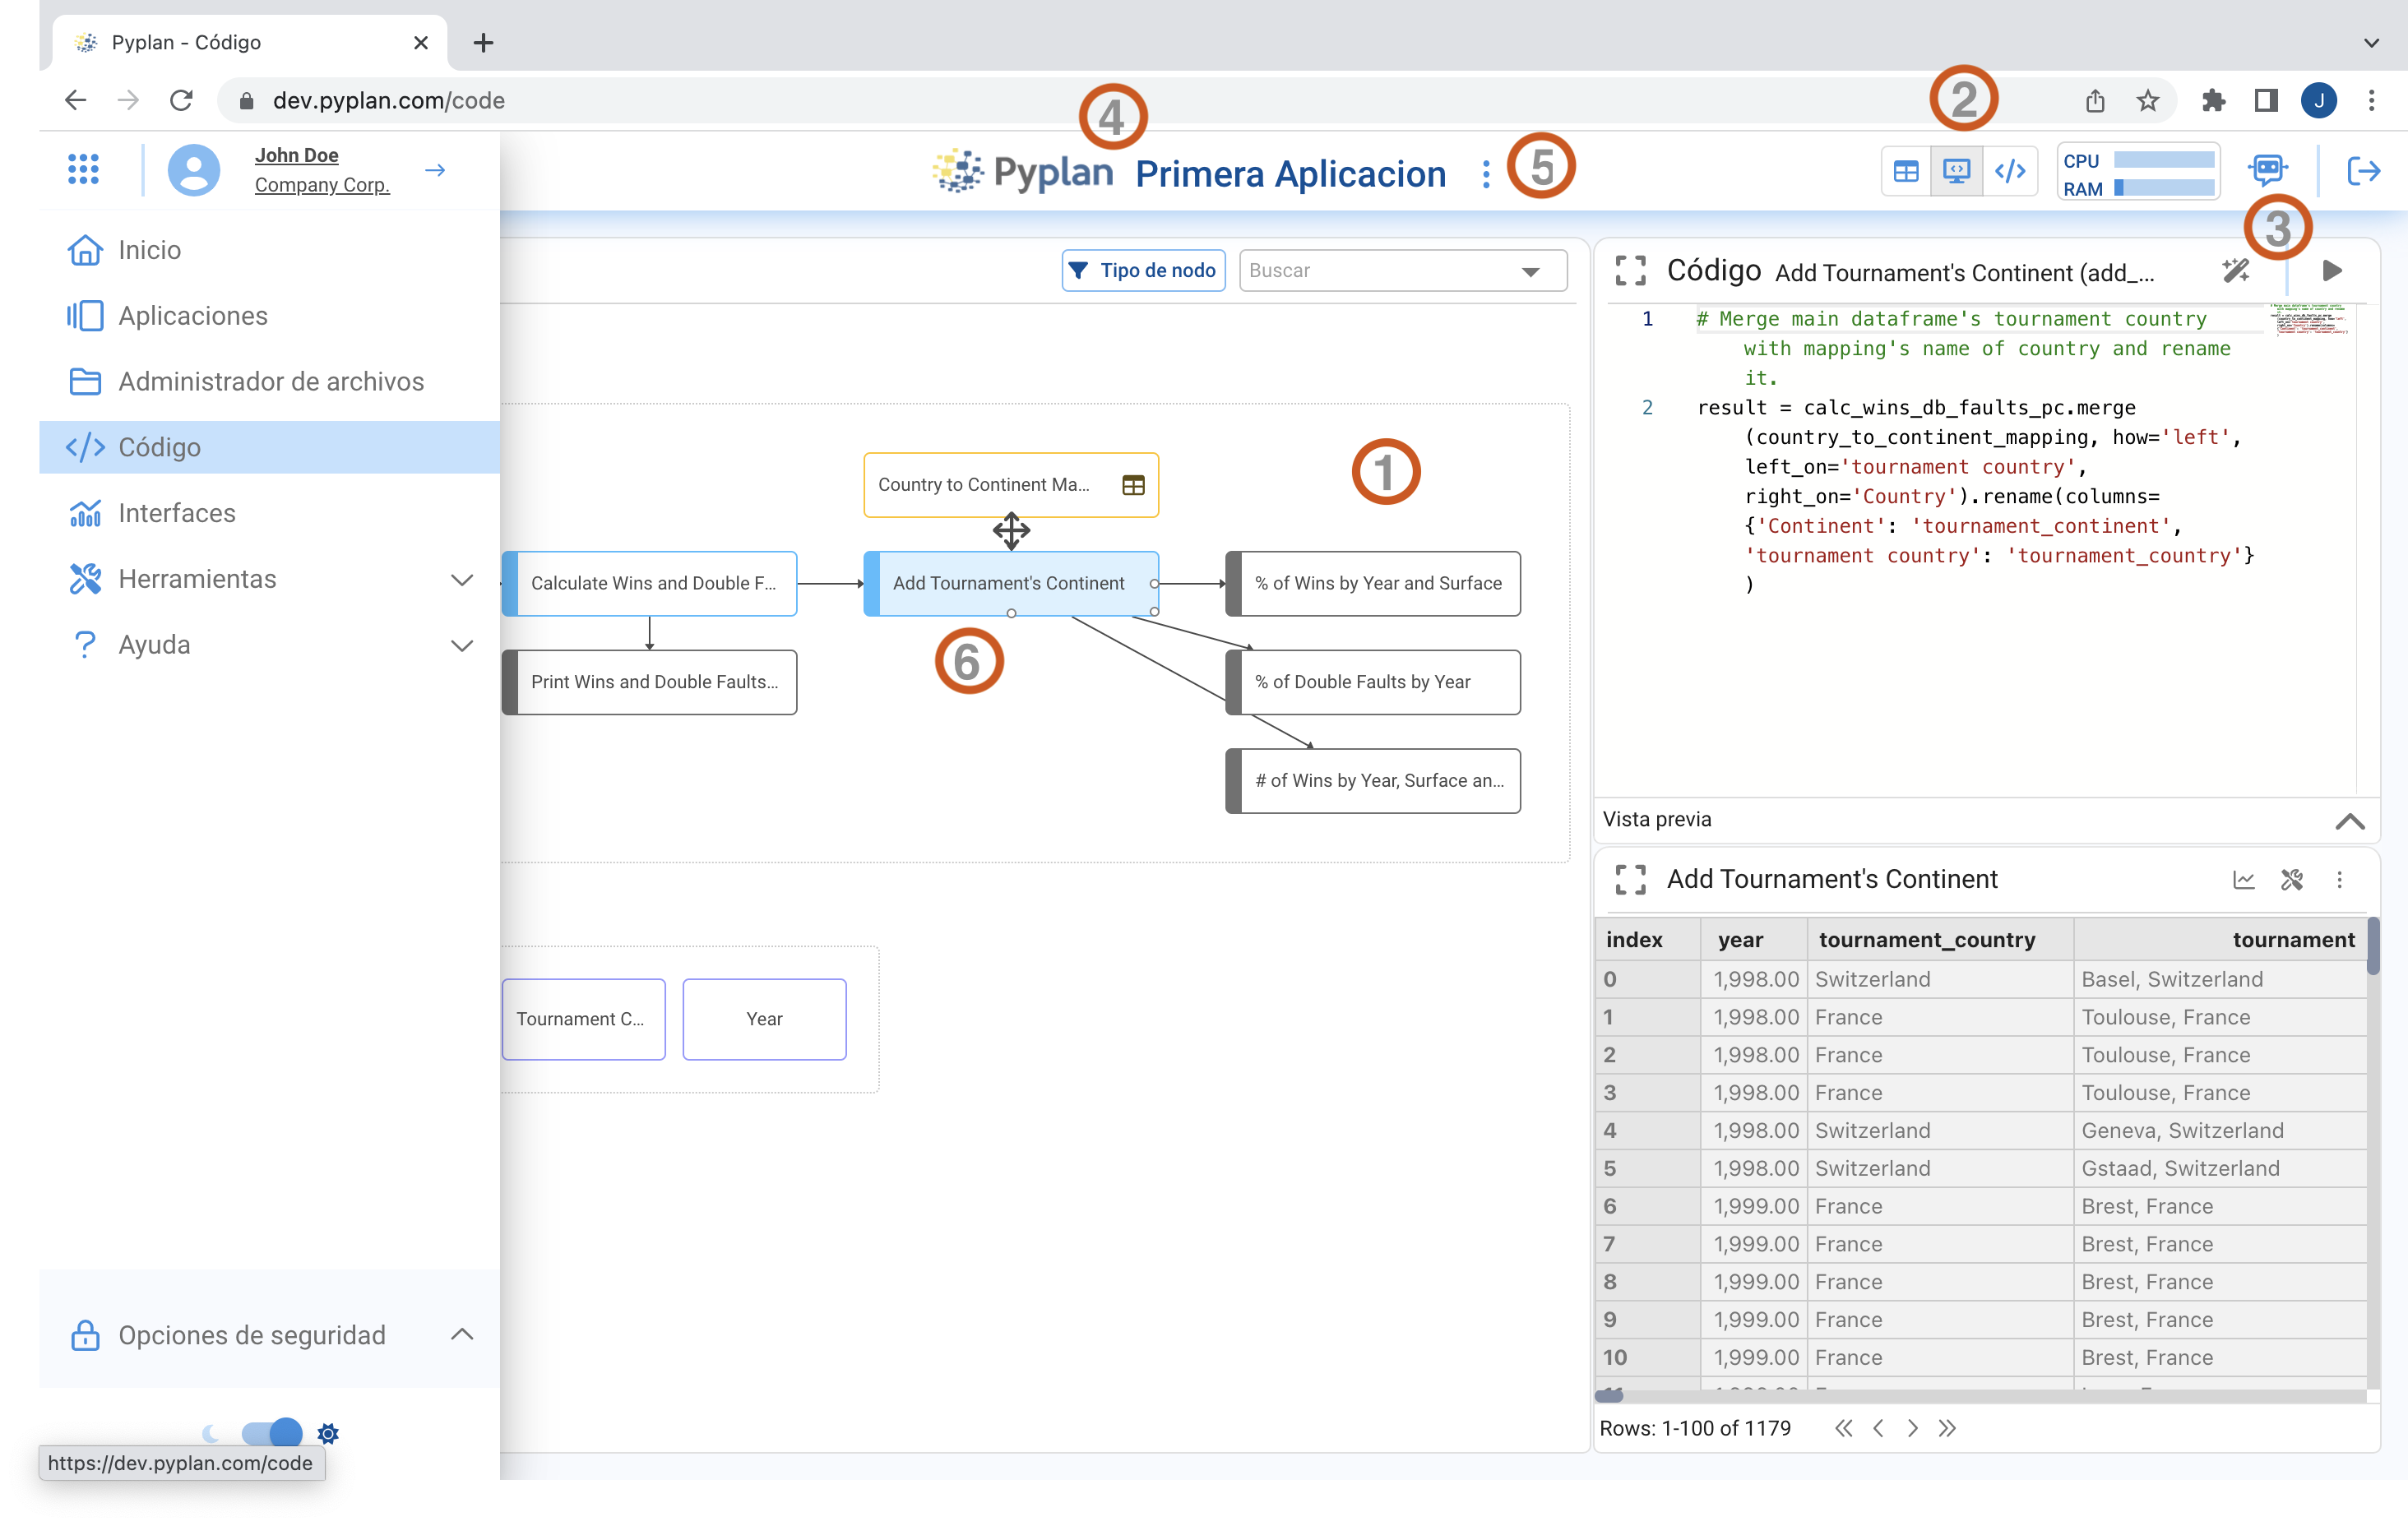 Pyplan - Código
dev.pyplan.com/code
4
2
John Doe
Company Corp.
Pyplan Primera Aplicacion
5
CPU
RAM
3
Inicio
Aplicaciones
Administrador de archivos
Código
Interfaces
Herramientas
Ayuda
Opciones de seguridad
https://dev.pyplan.com/code
Tipo de nodo
Buscar
1
Country to Continent Ma...
Calculate Wins and Double F...
Add Tournament's Continent
% of Wins by Year and Surface
6
Print Wins and Double Faults...
% of Double Faults by Year
# of Wins by Year, Surface an...
Tournament C...
Year
Código Add Tournament's Continent (add_...
J
1 # Merge main dataframe's tournament country
with mapping's name of country and rename
it.
2 result = calc_wins_db_faults_pc.merge
(country_to_continent_mapping, how='left',
left_on='tournament country',
right_on='Country').rename(columns=
{'Continent': 'tournament_continent',
'tournament country': 'tournament_country'}
)
Vista previa
Add Tournament's Continent
index year tournament_country tournament
0 1,998.00 Switzerland Basel, Switzerland
1 1,998.00 France Toulouse, France
2 1,998.00 France Toulouse, France
3 1,998.00 France Toulouse, France
4 1,998.00 Switzerland Geneva, Switzerland
5 1,998.00 Switzerland Gstaad, Switzerland
6 1,999.00 France Brest, France
7 1,999.00 France Brest, France
8 1,999.00 France Brest, France
9 1,999.00 France Brest, France
10 1,999.00 France Brest, France
Rows: 1-100 of 1179